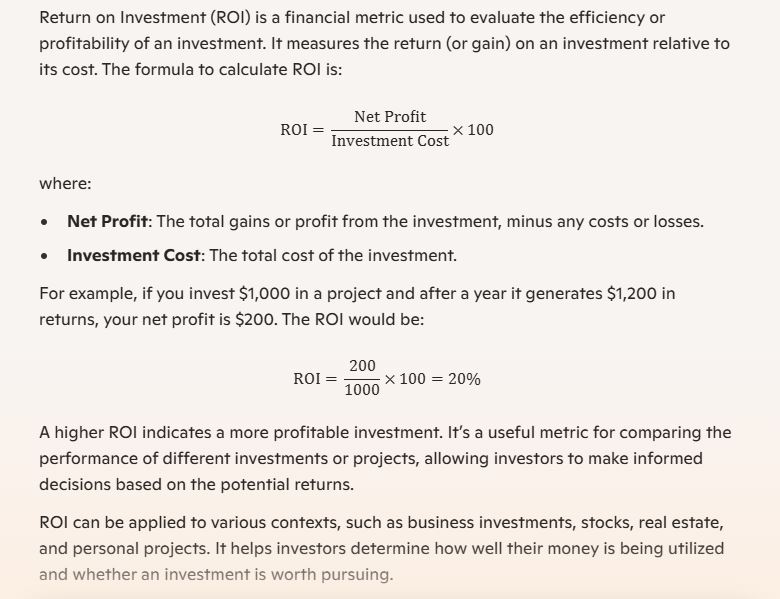 Return on Investment (ROI) is a financial metric used to evaluate the efficiency or
profitability of an investment. It measures the return (or gain) on an investment relative to
its cost. The formula to calculate ROI is:
ROI = Net Profit / Investment Cost × 100
where:
• Net Profit: The total gains or profit from the investment, minus any costs or losses.
• Investment Cost: The total cost of the investment.
For example, if you invest $1,000 in a project and after a year it generates $1,200 in
returns, your net profit is $200. The ROI would be:
ROI = 200 / 1000 × 100 = 20%
A higher ROI indicates a more profitable investment. It’s a useful metric for comparing the
performance of different investments or projects, allowing investors to make informed
decisions based on the potential returns.
ROI can be applied to various contexts, such as business investments, stocks, real estate,
and personal projects. It helps investors determine how well their money is being utilized
and whether an investment is worth pursuing.